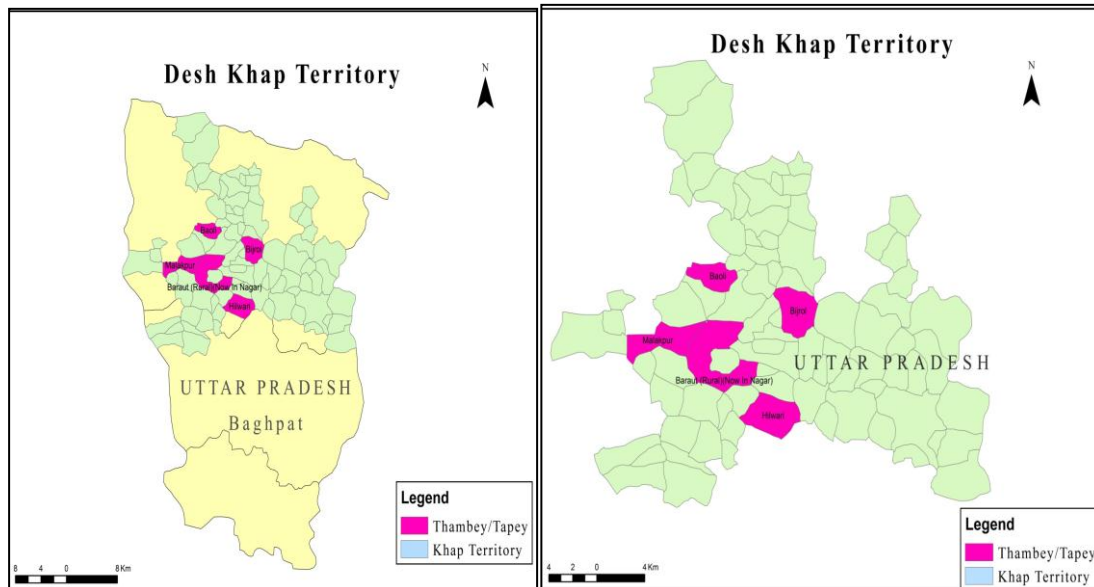 Desh Khap Territory
N
Baoli
Bijrol
Malakpur
Baraut (Rural)(Now In Nagar)
Hilwari
UTTAR PRADESH
Baghpat
Legend
Thambey/Tapey
Khap Territory
8 4 0 8 Km
Desh Khap Territory
N
Baoli
Bijrol
Malakpur
UTTAR PRADESH
Baraut (Rural)(Now In Nagar)
Hilwari
Legend
Thambey/Tapey
Khap Territory
4 2 0 4 Km